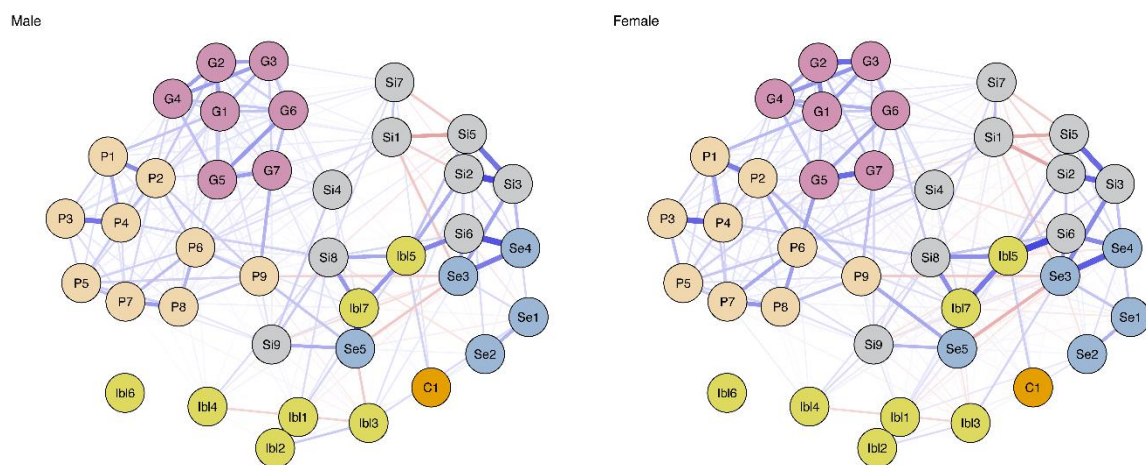 Male
G2
G3
G4
G1
G6
Si7
Si1
Si5
P1
P2
G5
G7
Si4
Si2
Si3
P3
P4
P6
Si8
Ibl5
Si6
Se4
P5
P7
P8
P9
Se3
Ibl7
Se1
Si9
Se5
Se2
Ibl6
Ibl4
Ibl1
Ibl3
C1
Ibl2
Female
G2
G3
G4
G1
G6
Si7
Si1
Si5
P1
P2
G5
G7
Si4
Si2
Si3
P3
P4
P6
Si8
Ibl5
Si6
Se4
P5
P7
P8
P9
Se3
Ibl7
Se1
Si9
Se5
Se2
Ibl6
Ibl4
Ibl1
Ibl3
C1
Ibl2